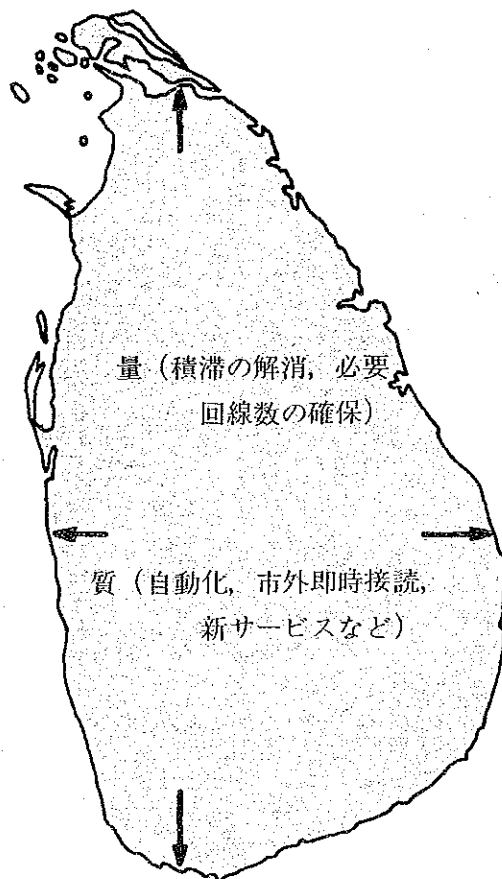 量（積滞の解消，必要
回線数の確保）
質（自動化，市外即時接読，
新サービスなど）